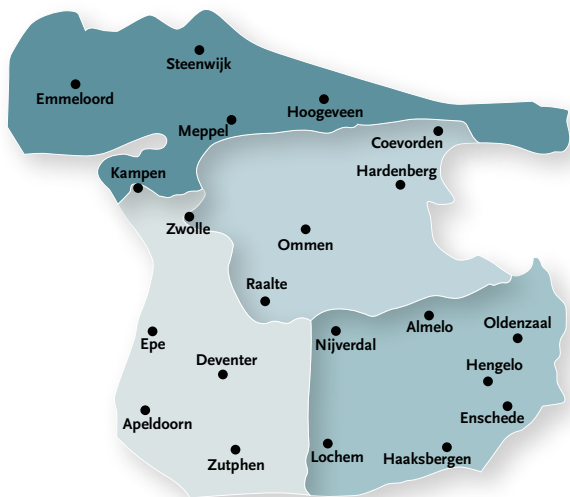 Steenwijk
Emmeloord
Hoogeveen
Meppel
Coevorden
Kampen
Hardenberg
Zwolle
Ommen
Raalte
Almelo
Oldenzaal
Epe
Nijverdal
Deventer
Hengelo
Apeldoorn
Enschede
Zutphen
Lochem
Haaksbergen